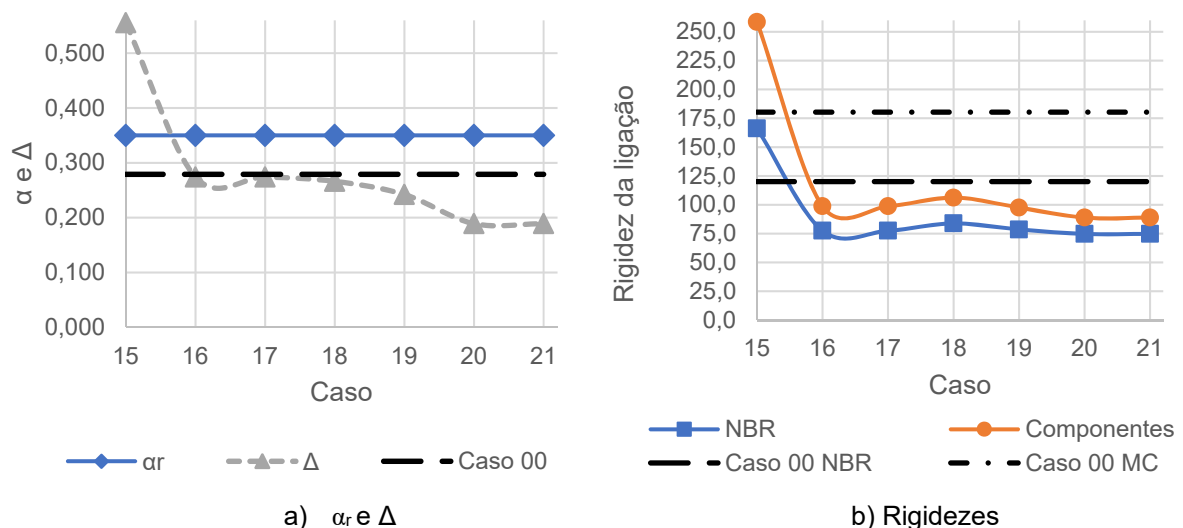 α e Δ
0,500
0,400
0,300
0,200
0,100
0,000
15 16 17 18 19 20 21
Caso
αr Δ Caso 00
a) αr e Δ
Rigidez da ligação
250,0
225,0
200,0
175,0
150,0
125,0
100,0
75,0
50,0
25,0
0,0
15 16 17 18 19 20 21
Caso
NBR Componentes
Caso 00 NBR Caso 00 MC
b) Rigidezes